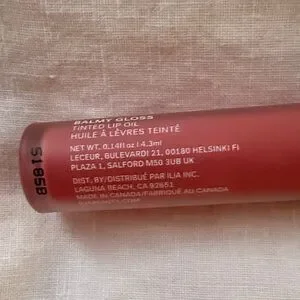 BALMY GLOSS
TINTED LIP OIL
HUILE À LÈVRES TEINTÉ
NET WT. 0.14fl oz | 4.3ml
LECEUR, BULEVARDI 21, 00180 HELSINKI FI
PLAZA 1, SALFORD M50 3UB UK
DIST. BY/DISTRIBUÉ PAR ILIA INC.
LAGUNA BEACH, CA 92651
MADE IN CANADA/FABRIQUÉ AU CANADA
S1858